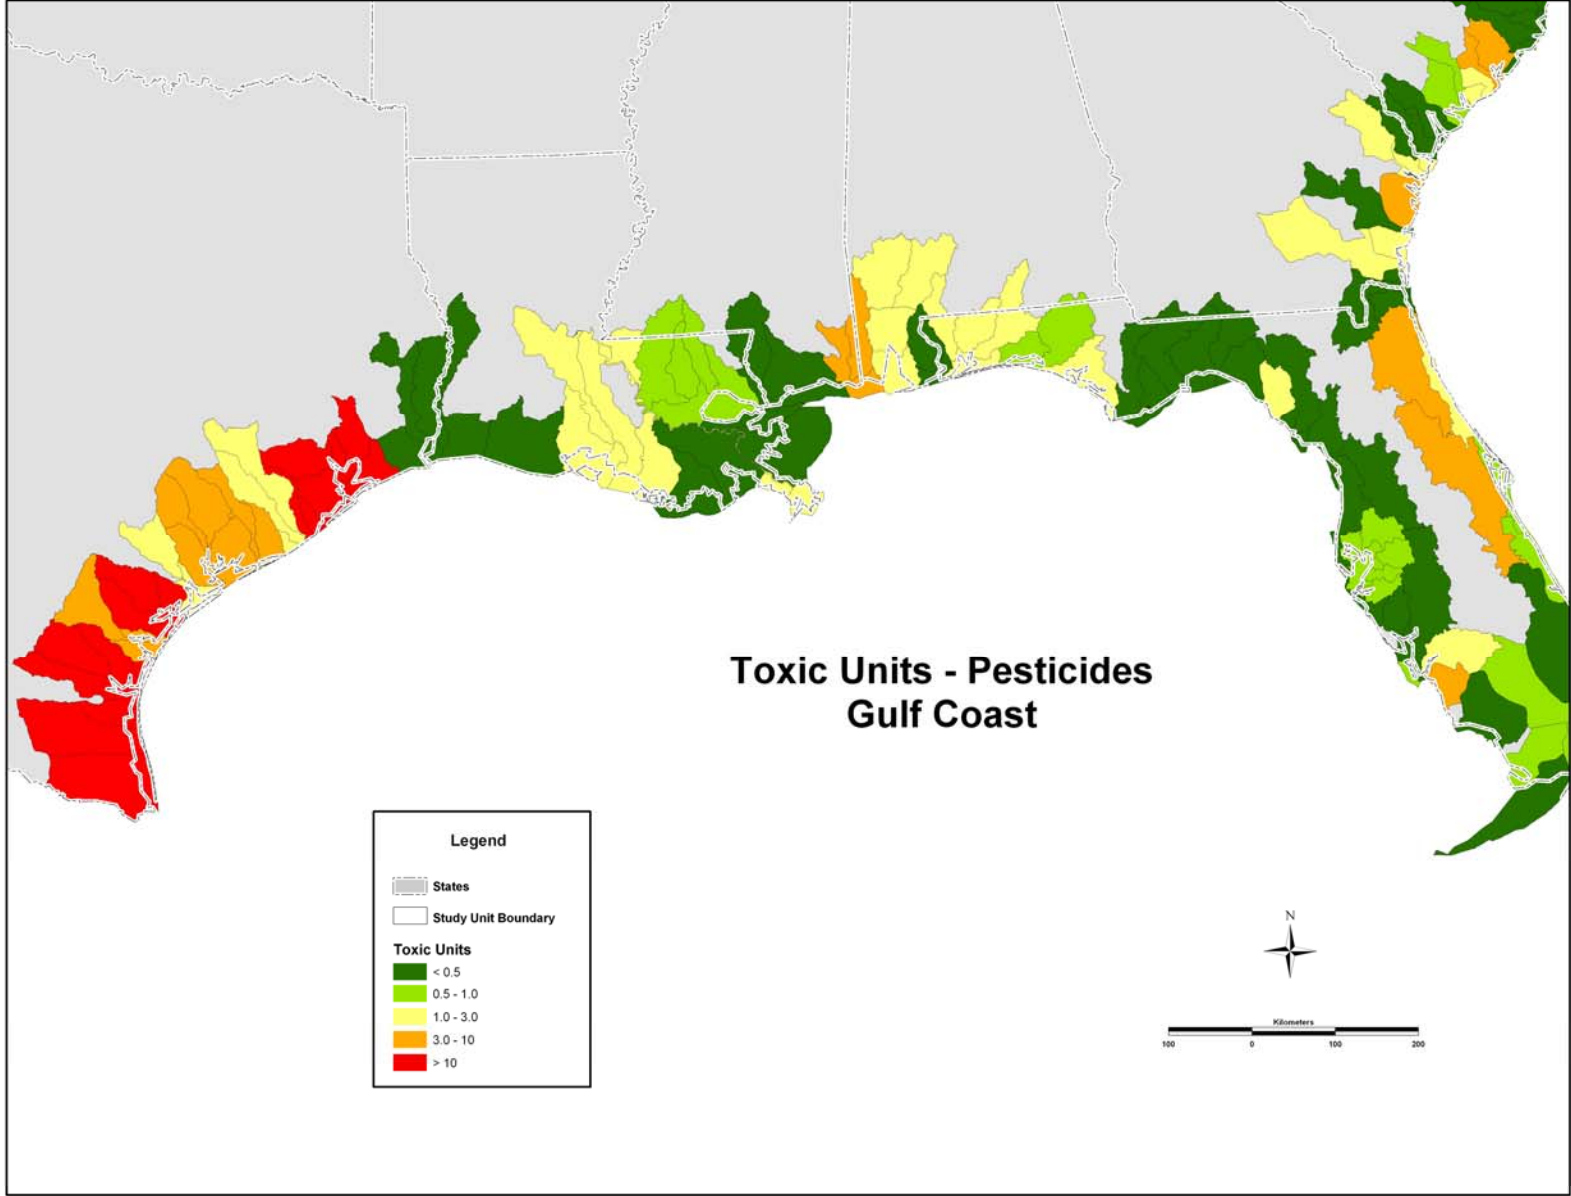 Toxic Units - Pesticides
Gulf Coast
Legend
States
Study Unit Boundary
Toxic Units
< 0.5
0.5 - 1.0
1.0 - 3.0
3.0 - 10
> 10
N
Kilometers
100 0 100 200